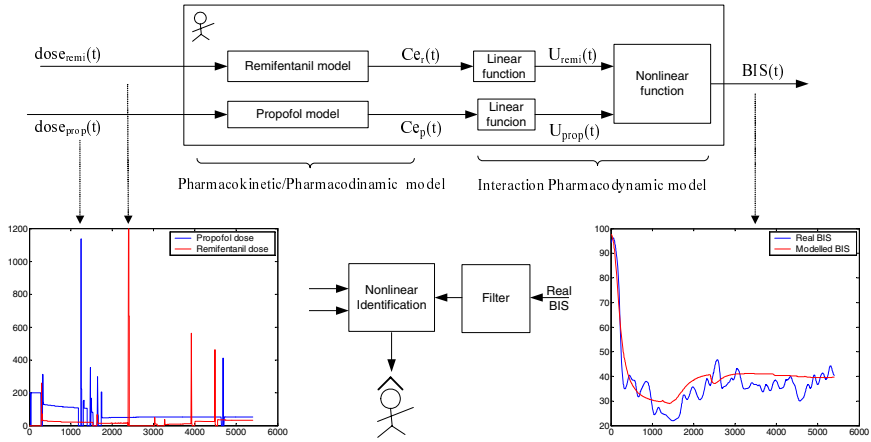 dose_remi(t)
Remifentanil model
Ce_r(t)
Linear
function
U_remi(t)
Nonlinear
function
BIS(t)
dose_prop(t)
Propofol model
Ce_p(t)
Linear
funcion
U_prop(t)
Pharmacokinetic/Pharmacodinamic model
Interaction Pharmacodynamic model
1200
1000
800
600
400
200
0
0 1000 2000 3000 4000 5000 6000
Propofol dose
Remifentanil dose
Nonlinear
Identification
Filter
Real
BIS
100
90
80
70
60
50
40
30
20
0 1000 2000 3000 4000 5000 6000
Real BIS
Modelled BIS